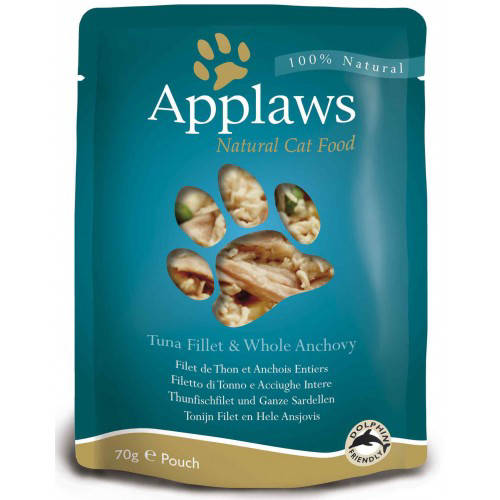 100% Natural
Applaws
Natural Cat Food
Tuna Fillet & Whole Anchovy
Filet de Thon et Anchois Entiers
Filetto di Tonno e Acciughe Intere
Thunfischfilet und Ganze Sardellen
Tonijn Filet en Hele Ansjovis
70g ℮ Pouch
DOLPHIN
FRIENDLY